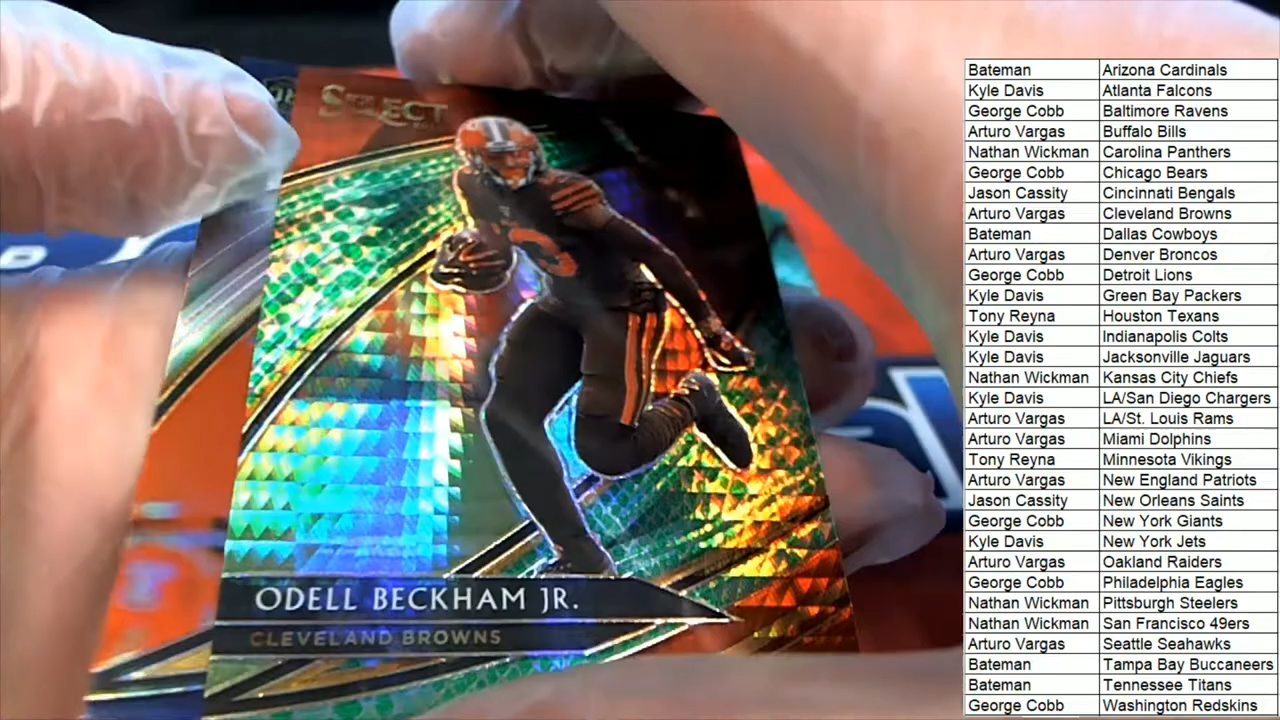 SELECT
ODELL BECKHAM JR.
CLEVELAND BROWNS
Bateman Arizona Cardinals
Kyle Davis Atlanta Falcons
George Cobb Baltimore Ravens
Arturo Vargas Buffalo Bills
Nathan Wickman Carolina Panthers
George Cobb Chicago Bears
Jason Cassity Cincinnati Bengals
Arturo Vargas Cleveland Browns
Bateman Dallas Cowboys
Arturo Vargas Denver Broncos
George Cobb Detroit Lions
Kyle Davis Green Bay Packers
Tony Reyna Houston Texans
Kyle Davis Indianapolis Colts
Kyle Davis Jacksonville Jaguars
Nathan Wickman Kansas City Chiefs
Kyle Davis LA/San Diego Chargers
Arturo Vargas LA/St. Louis Rams
Arturo Vargas Miami Dolphins
Tony Reyna Minnesota Vikings
Arturo Vargas New England Patriots
Jason Cassity New Orleans Saints
George Cobb New York Giants
Kyle Davis New York Jets
Arturo Vargas Oakland Raiders
George Cobb Philadelphia Eagles
Nathan Wickman Pittsburgh Steelers
Nathan Wickman San Francisco 49ers
Arturo Vargas Seattle Seahawks
Bateman Tampa Bay Buccaneers
Bateman Tennessee Titans
George Cobb Washington Redskins